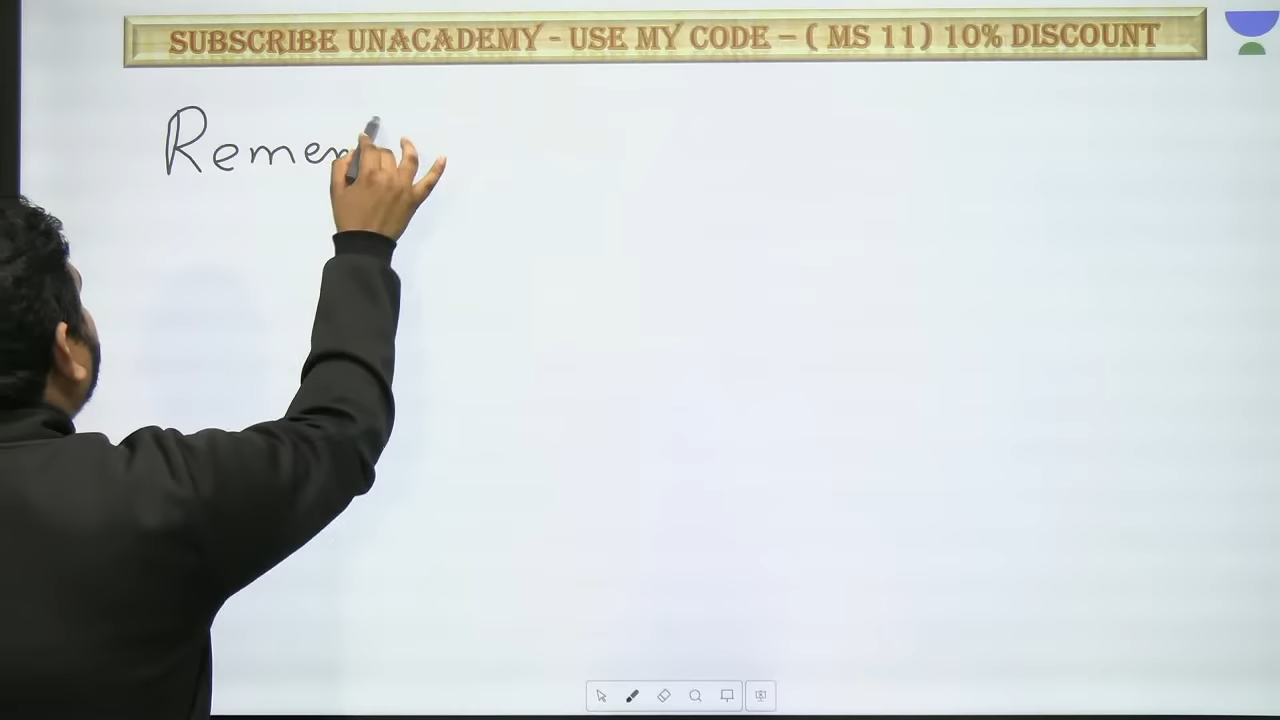 SUBSCRIBE UNACADEMY - USE MY CODE – ( MS 11) 10% DISCOUNT
Remem